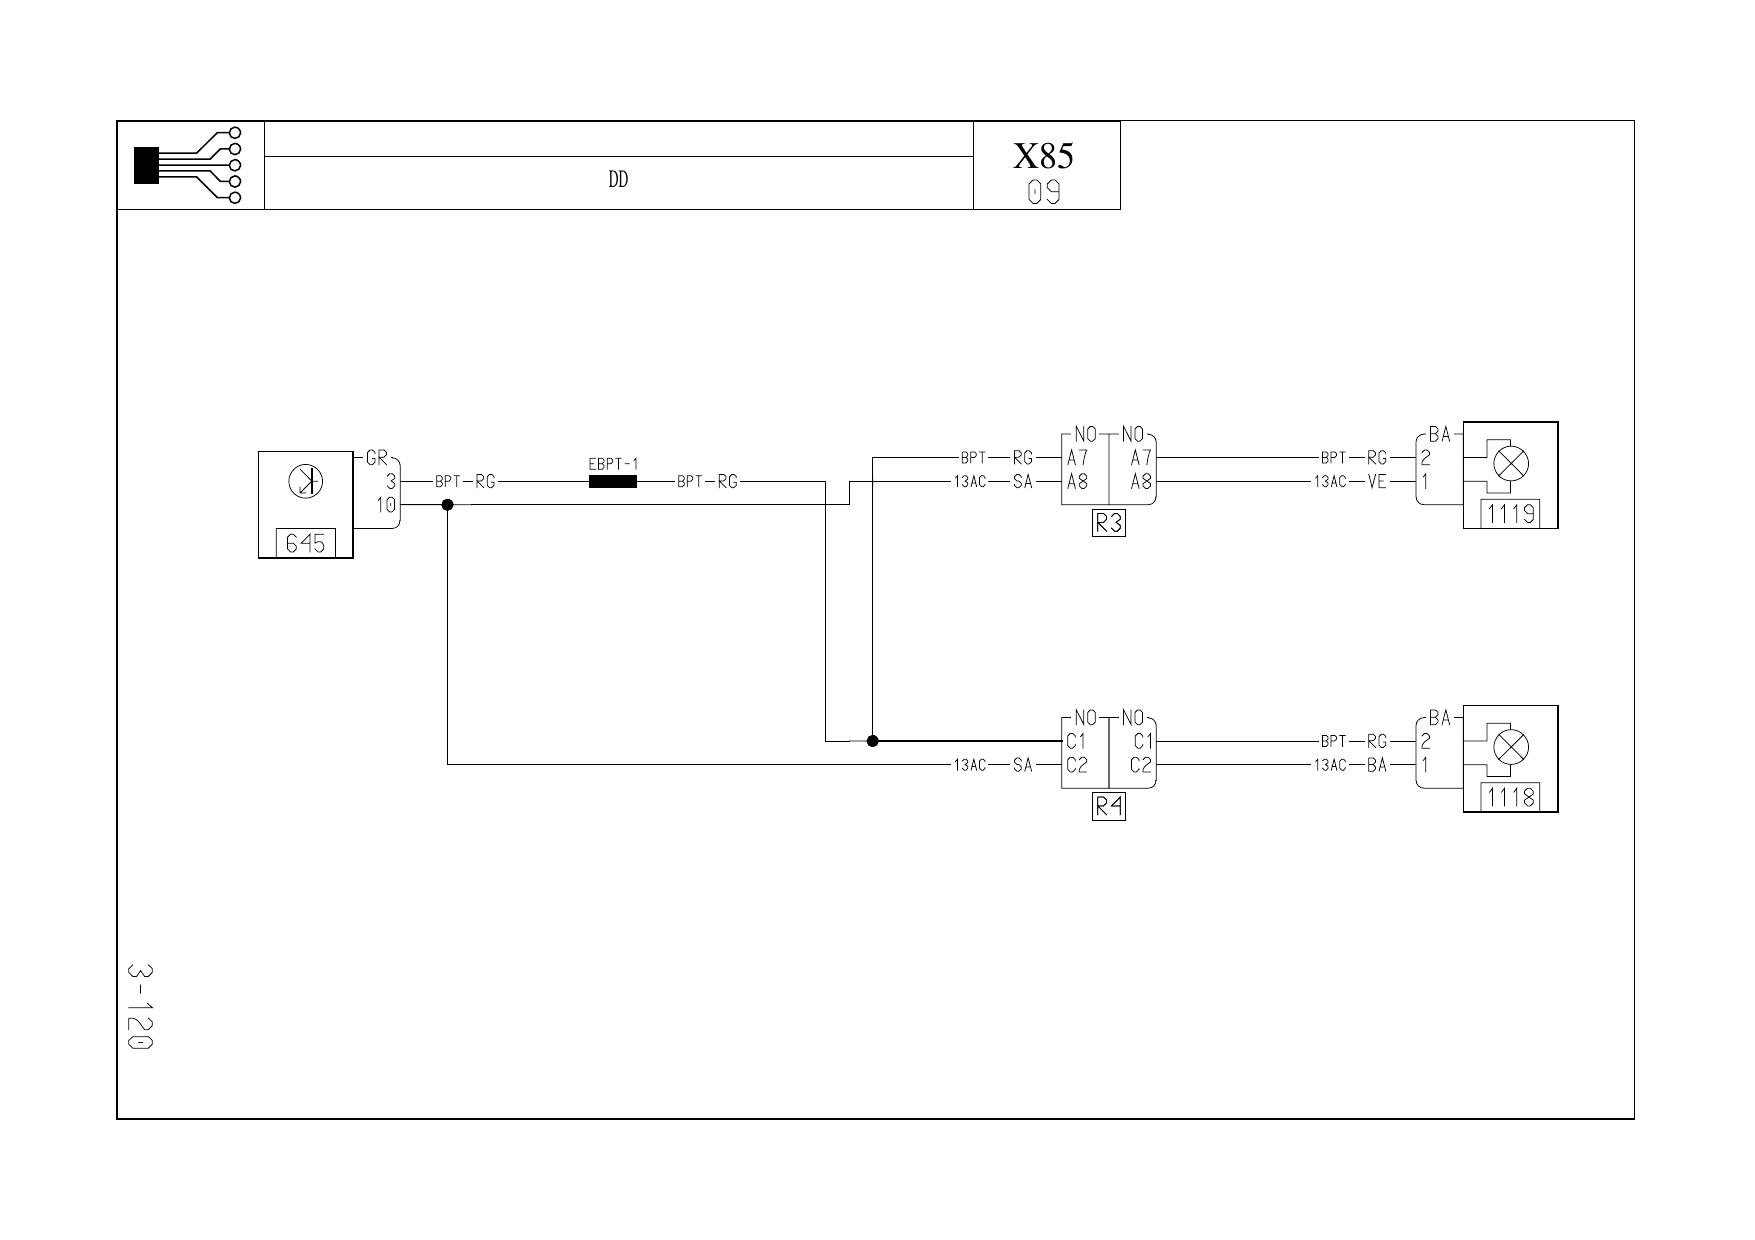 X85
DD
09
NO NO BA
GR BPT RG A7 A7 BPT RG 2
EBPT-1
3 BPT RG BPT RG 13AC SA A8 A8 13AC VE 1
10
1119
R3
645
NO NO BA
C1 C1 BPT RG 2
13AC SA C2 C2 13AC BA 1
1118
R4
3-120